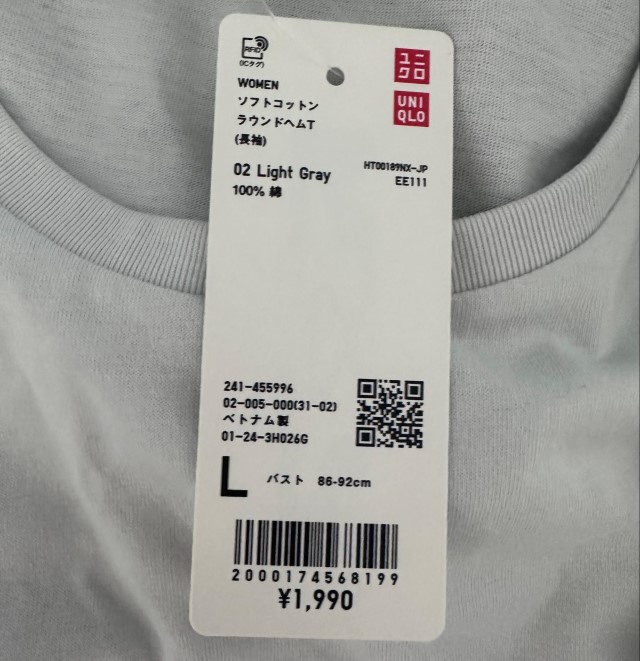 RFID
(ICタグ)
ユニ
クロ
UNI
QLO
WOMEN
ソフトコットン
ラウンドヘムT
(長袖)
02 Light Gray
100% 綿
HT00189NX-JP
EE111
241-455996
02-005-000(31-02)
ベトナム製
01-24-3H026G
L バスト 86-92cm
2000174568199
¥1,990